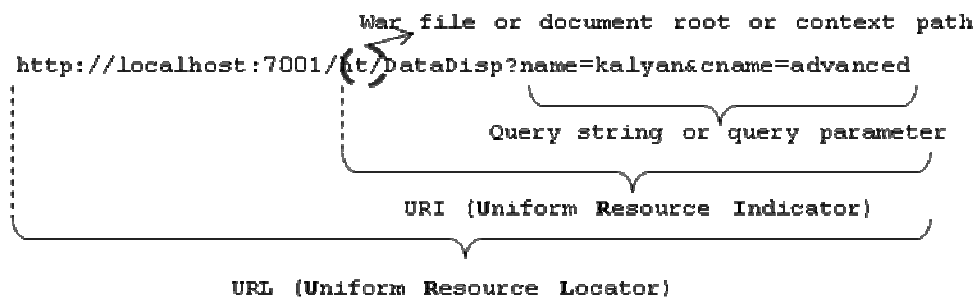 War file or document root or context path
http://localhost:7001/ht/DataDisp?name=kalyan&cname=advanced
Query string or query parameter
URI (Uniform Resource Indicator)
URL (Uniform Resource Locator)